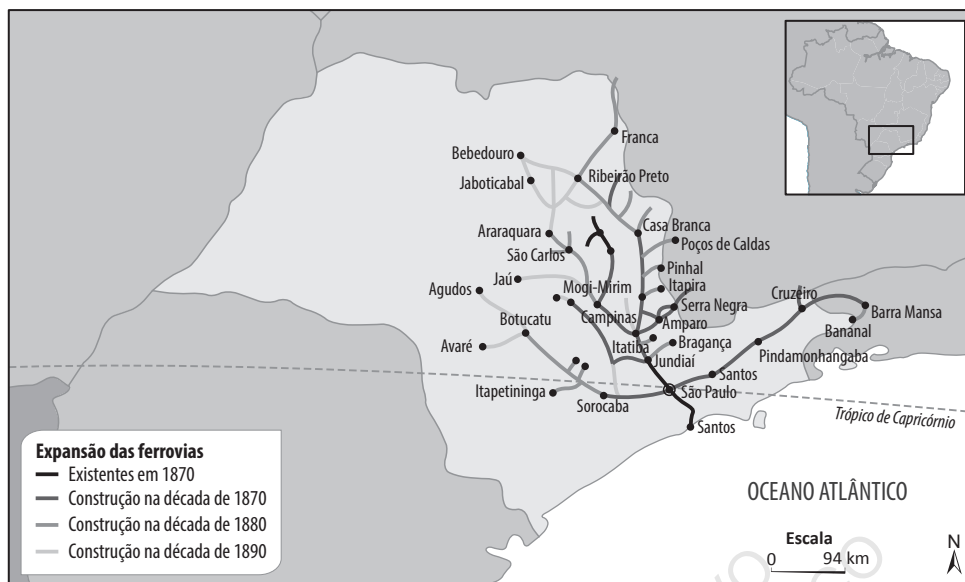 Franca
Bebedouro
Ribeirão Preto
Jaboticabal
Casa Branca
Araraquara
Poços de Caldas
São Carlos
Pinhal
Jaú
Itapira
Mogi-Mirim
Cruzeiro
Agudos
Serra Negra
Barra Mansa
Campinas
Amparo
Bananal
Botucatu
Itatiba
Bragança
Avaré
Jundiaí
Pindamonhangaba
Santos
Itapetininga
São Paulo
Sorocaba
Trópico de Capricórnio
Santos
Expansão das ferrovias
Existentes em 1870
Construção na década de 1870
Construção na década de 1880
Construção na década de 1890
OCEANO ATLÂNTICO
Escala
0 94 km
N